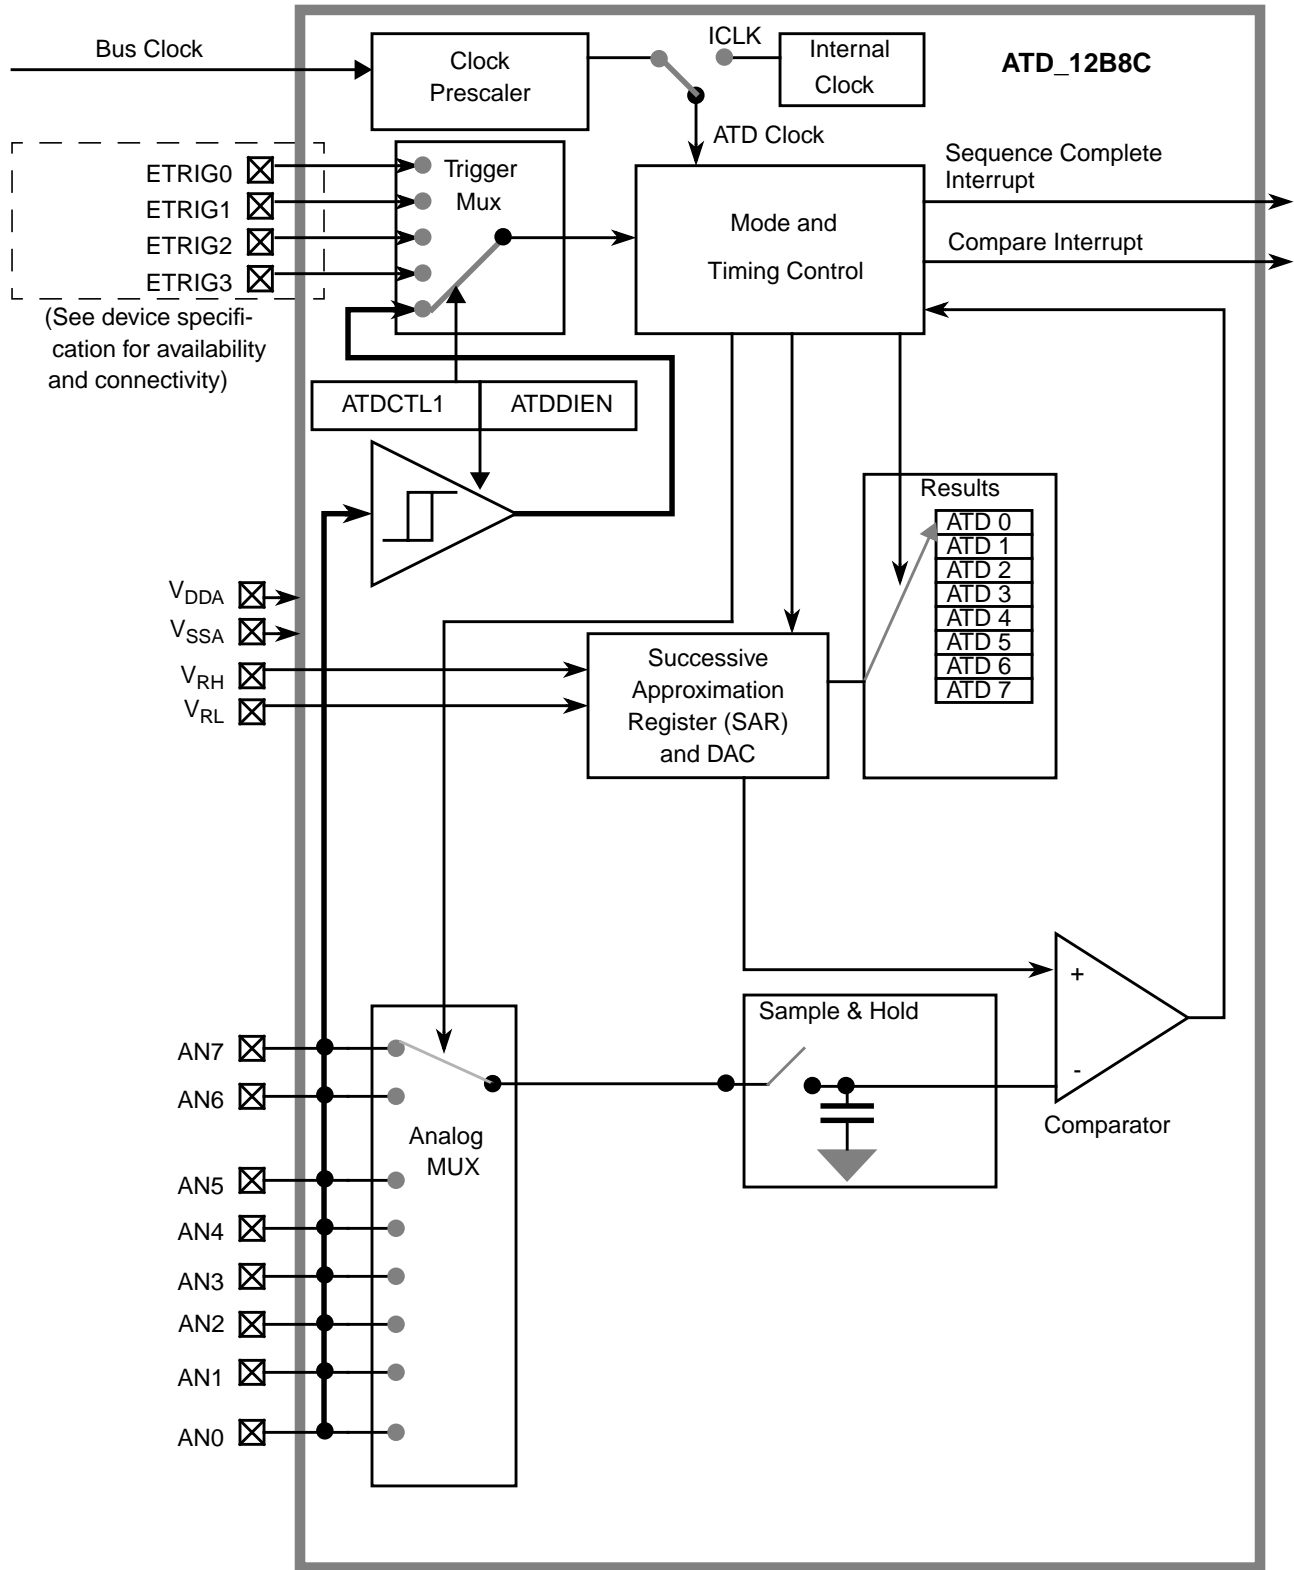 Bus Clock
Clock
Prescaler
ICLK
Internal
Clock
ATD_12B8C
ATD Clock
ETRIG0
ETRIG1
ETRIG2
ETRIG3
(See device specifi-
cation for availability
and connectivity)
Trigger
Mux
Mode and
Timing Control
Sequence Complete
Interrupt
Compare Interrupt
ATDCTL1
ATDDIEN
Results
ATD 0
ATD 1
ATD 2
ATD 3
ATD 4
ATD 5
ATD 6
ATD 7
VDDA
VSSA
VRH
VRL
Successive
Approximation
Register (SAR)
and DAC
+
-
Comparator
Sample & Hold
AN7
AN6
AN5
AN4
AN3
AN2
AN1
AN0
Analog
MUX